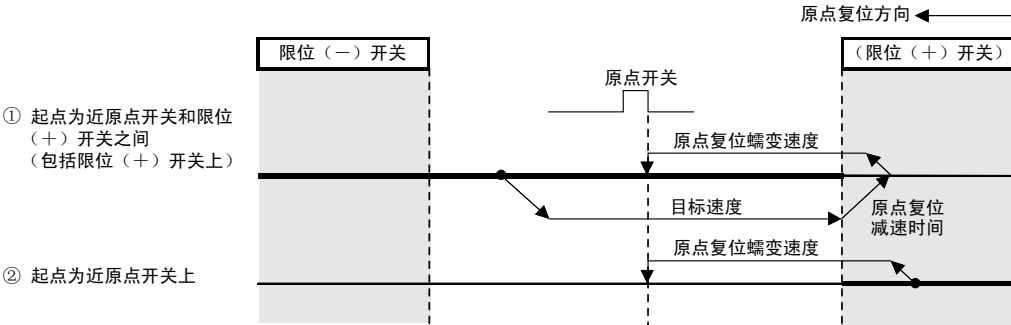 原点复位方向
限位（－）开关
（限位（＋）开关）
原点开关
① 起点为近原点开关和限位
（＋）开关之间
（包括限位（＋）开关上）
原点复位蠕变速度
目标速度
原点复位
减速时间
原点复位蠕变速度
② 起点为近原点开关上